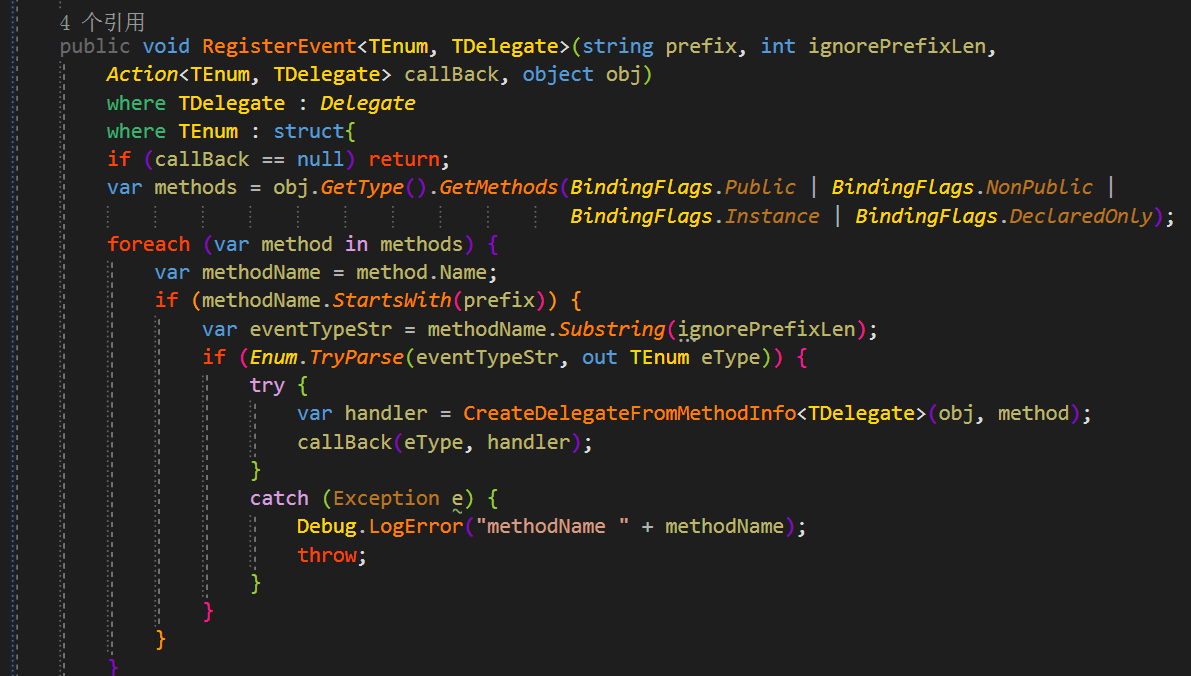 4 个引用
public void RegisterEvent<TEnum, TDelegate>(string prefix, int ignorePrefixLen,
Action<TEnum, TDelegate> callBack, object obj)
where TDelegate : Delegate
where TEnum : struct{
if (callBack == null) return;
var methods = obj.GetType().GetMethods(BindingFlags.Public | BindingFlags.NonPublic |
BindingFlags.Instance | BindingFlags.DeclaredOnly);
foreach (var method in methods) {
var methodName = method.Name;
if (methodName.StartsWith(prefix)) {
var eventTypeStr = methodName.Substring(ignorePrefixLen);
if (Enum.TryParse(eventTypeStr, out TEnum eType)) {
try {
var handler = CreateDelegateFromMethodInfo<TDelegate>(obj, method);
callBack(eType, handler);
}
catch (Exception e) {
Debug.LogError("methodName " + methodName);
throw;
}
}
}
}